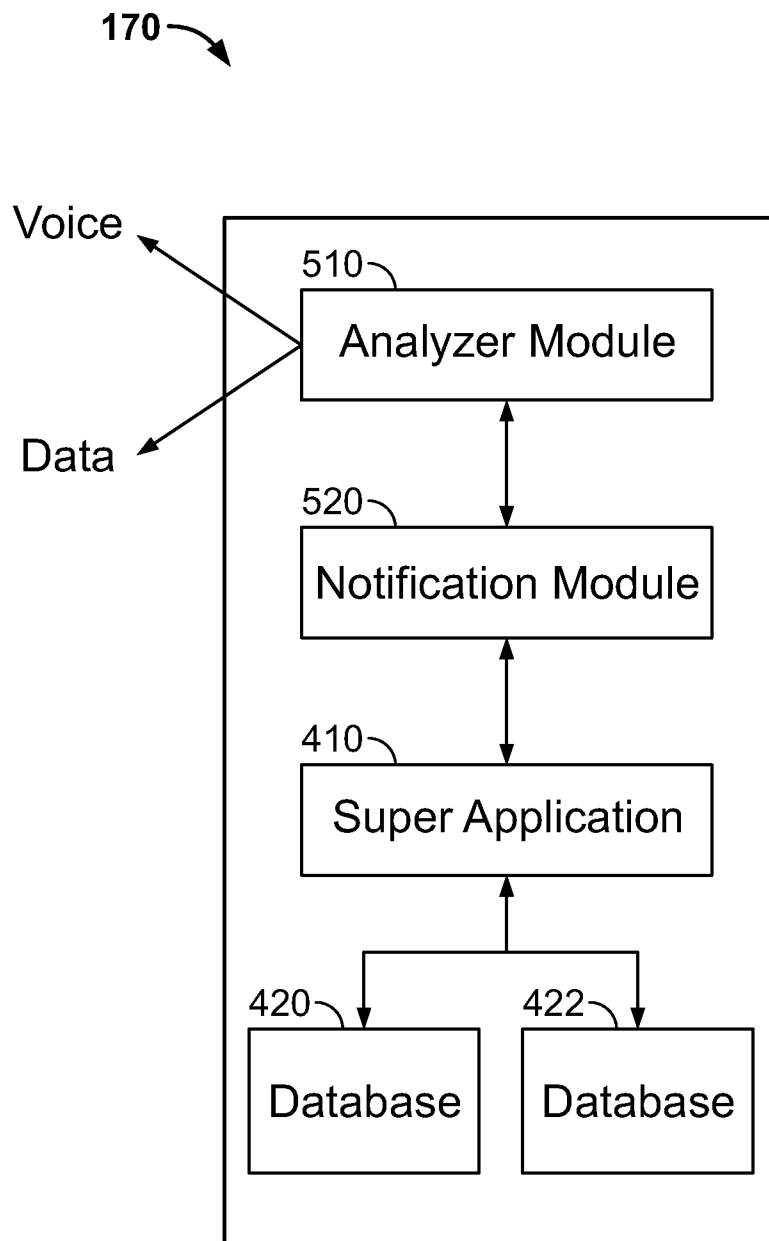 170
Voice
510
Analyzer Module
Data
520
Notification Module
410
Super Application
420
422
Database
Database